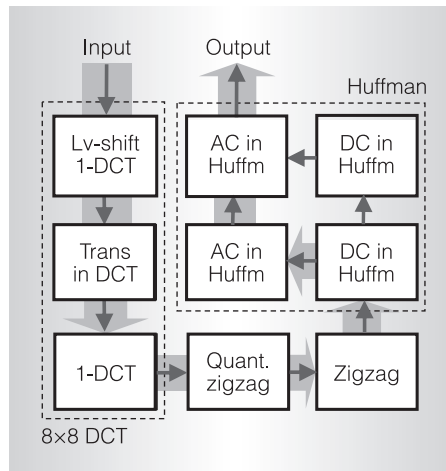 Input
Output
Huffman
Lv-shift
1-DCT
AC in
Huffm
DC in
Huffm
Trans
in DCT
AC in
Huffm
DC in
Huffm
1-DCT
Quant.
zigzag
Zigzag
8×8 DCT